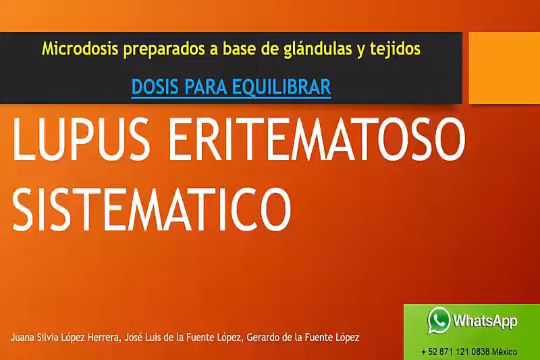 Microdosis preparados a base de glándulas y tejidos
DOSIS PARA EQUILIBRAR
LUPUS ERITEMATOSO
SISTEMATICO
Juana Silvia López Herrera, José Luis de la Fuente López, Gerardo de la Fuente López
WhatsApp
+ 52 871 121 0838 México